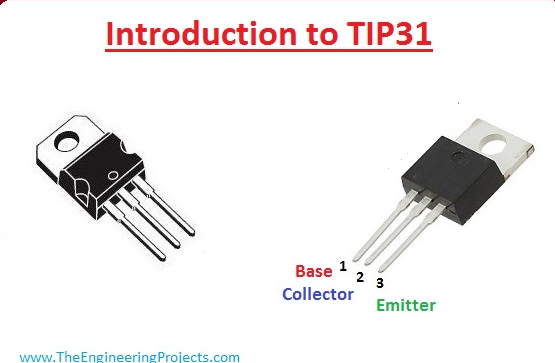 Introduction to TIP31
Base 1
Collector 2
3
Emitter
www.TheEngineeringProjects.com